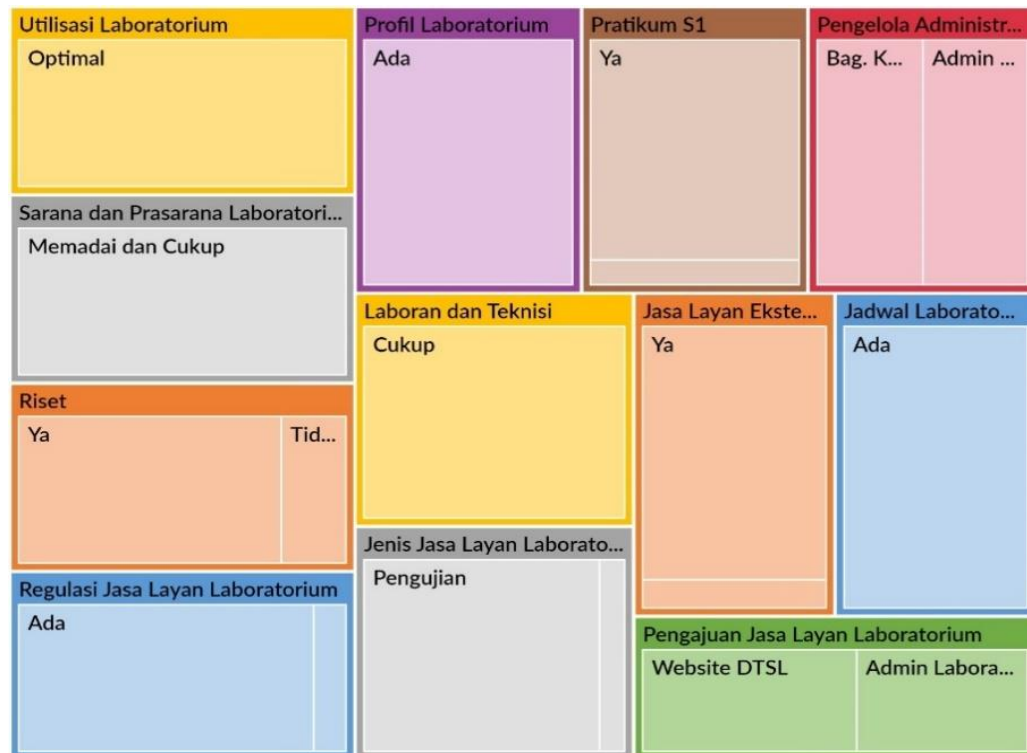 Utilisasi Laboratorium
Optimal
Sarana dan Prasarana Laboratori...
Memadai dan Cukup
Riset
Ya
Tid...
Regulasi Jasa Layan Laboratorium
Ada
Profil Laboratorium
Ada
Pratikum S1
Ya
Pengelola Administr...
Bag. K...
Admin ...
Laboran dan Teknisi
Cukup
Jenis Jasa Layan Laborato...
Pengujian
Jasa Layan Ekste...
Ya
Jadwal Laborato...
Ada
Pengajuan Jasa Layan Laboratorium
Website DTSL
Admin Labora...